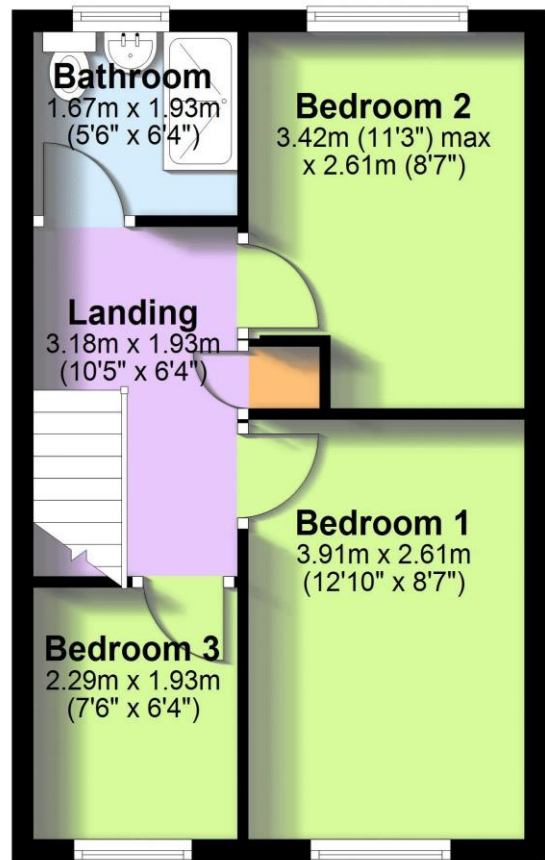 Bathroom
1.67m x 1.93m
(5'6" x 6'4")
Bedroom 2
3.42m (11'3") max
x 2.61m (8'7")
Landing
3.18m x 1.93m
(10'5" x 6'4")
Bedroom 1
3.91m x 2.61m
(12'10" x 8'7")
Bedroom 3
2.29m x 1.93m
(7'6" x 6'4")